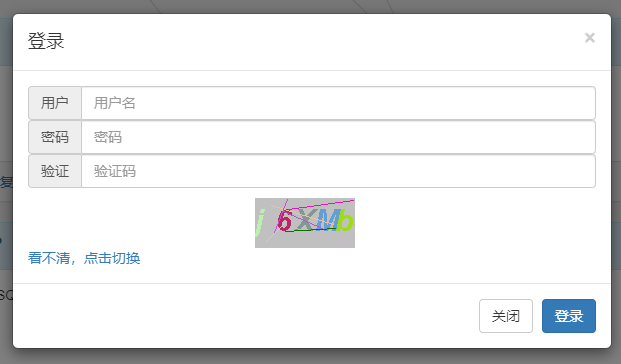 登录
×
用户 用户名
密码 密码
验证 验证码
j6XMb
看不清，点击切换
复
关闭 登录